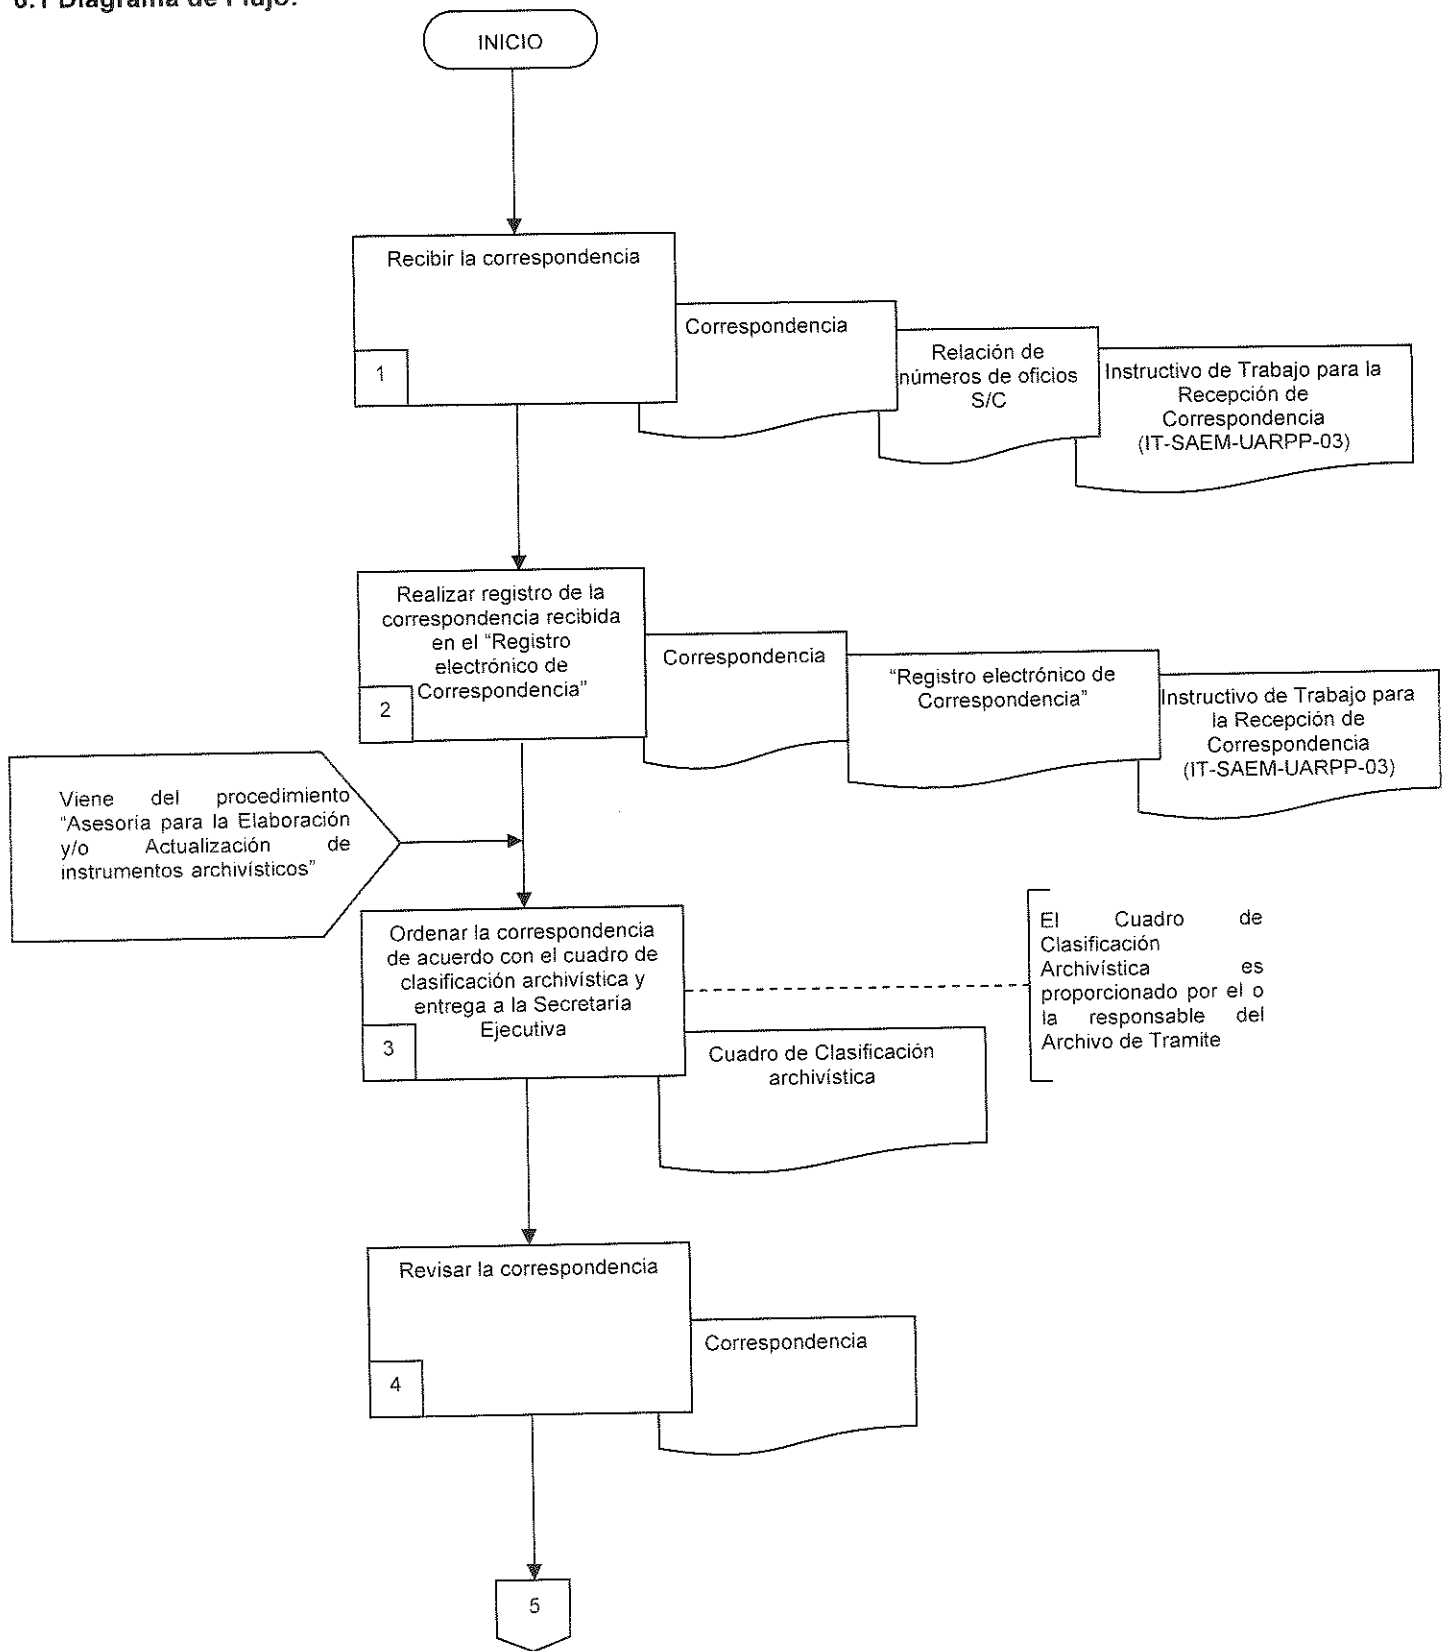 6.1 Diagrama de Flujo:
INICIO
Recibir la correspondencia
1
Correspondencia
Relación de
números de oficios
S/C
Instructivo de Trabajo para la
Recepción de
Correspondencia
(IT-SAEM-UARPP-03)
Realizar registro de la
correspondencia recibida
en el “Registro
electrónico de
Correspondencia”
2
Correspondencia
“Registro electrónico de
Correspondencia”
Instructivo de Trabajo para
la Recepción de
Correspondencia
(IT-SAEM-UARPP-03)
Viene del procedimiento
“Asesoría para la Elaboración
y/o Actualización de
instrumentos archivísticos”
Ordenar la correspondencia
de acuerdo con el cuadro de
clasificación archivística y
entrega a la Secretaría
Ejecutiva
3
Cuadro de Clasificación
archivística
El Cuadro de
Clasificación
Archivística es
proporcionado por el o
la responsable del
Archivo de Tramite
Revisar la correspondencia
4
Correspondencia
5